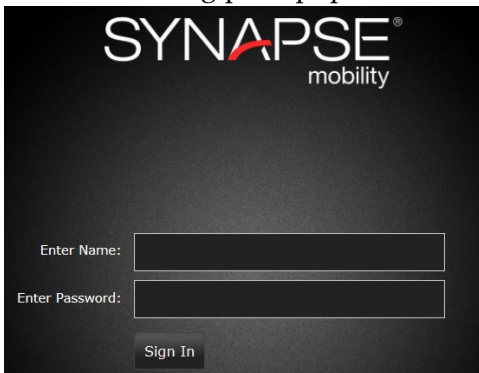 SYNAPSE®
mobility
Enter Name:
Enter Password:
Sign In